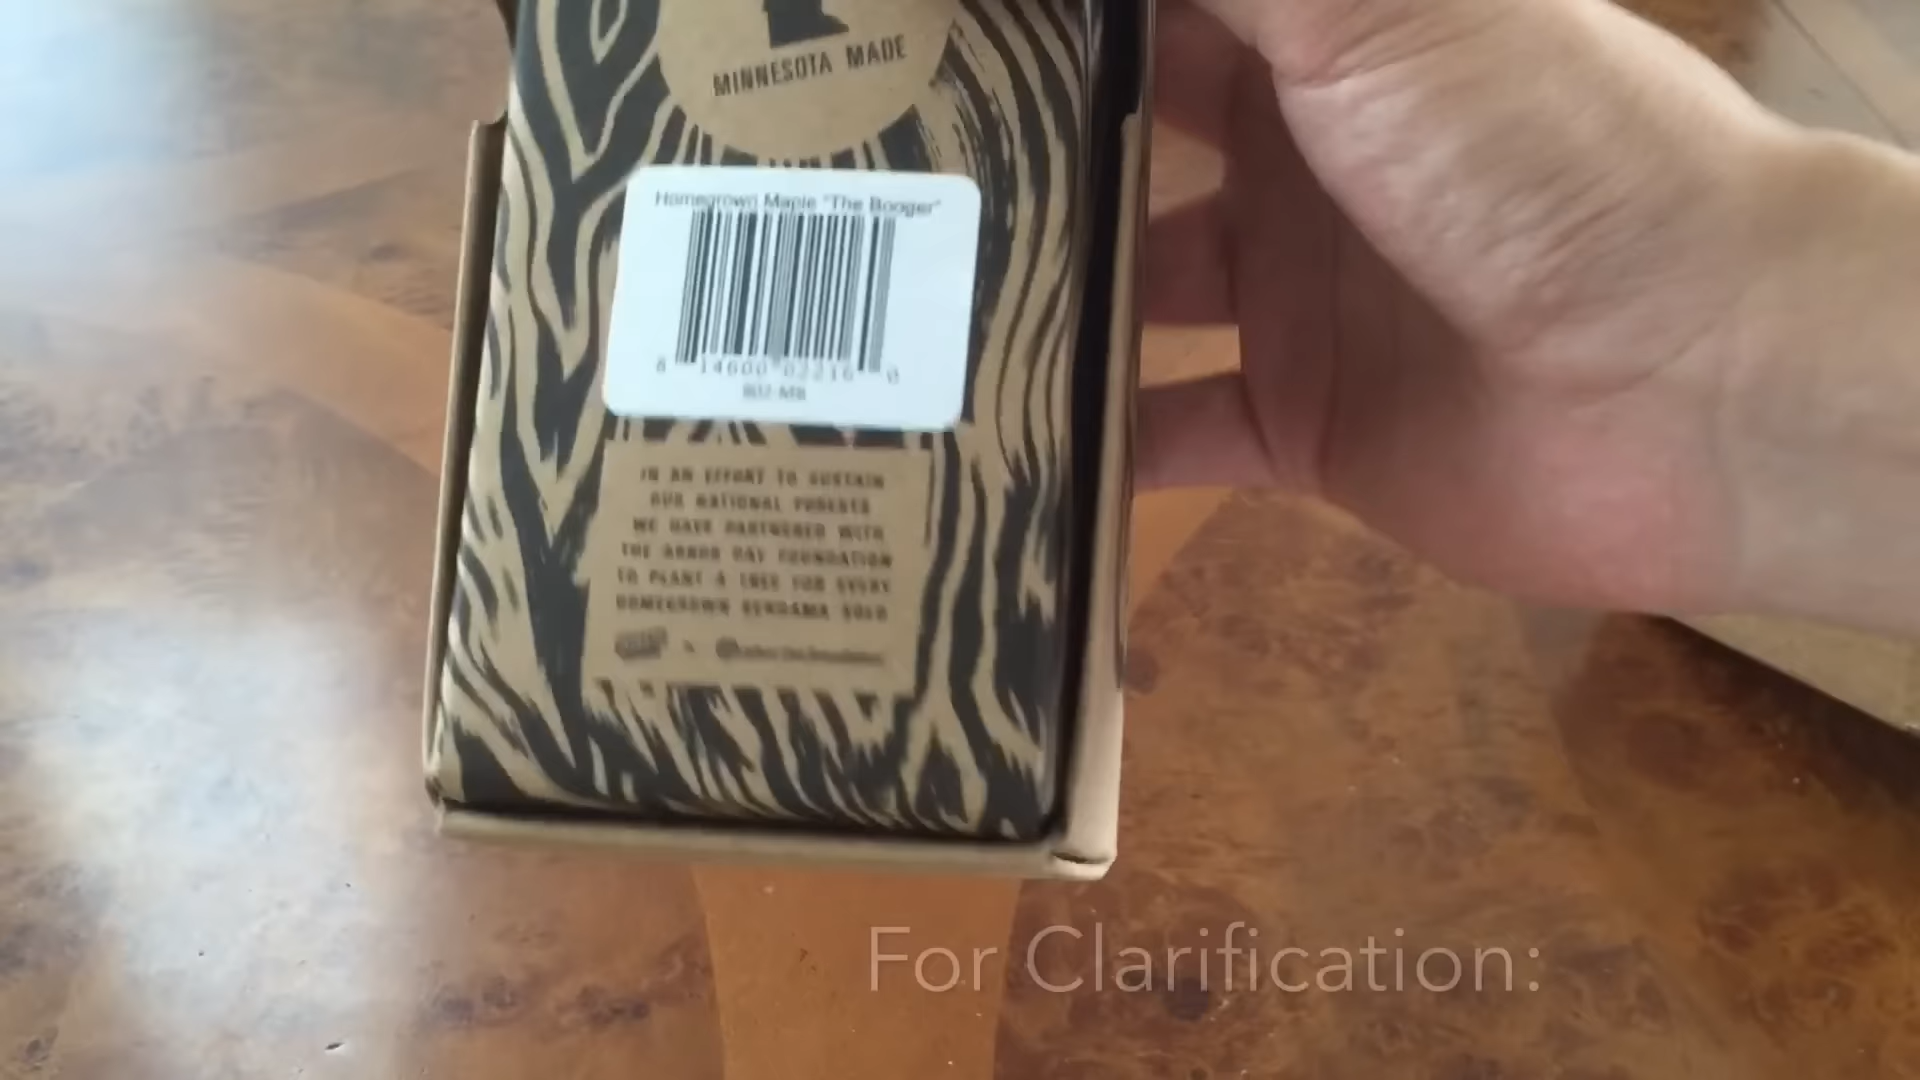 MINNESOTA MADE
Homegrown Maple "The Booger"
8 14600 02216 0
IN AN EFFORT TO SUSTAIN
OUR NATIONAL FORESTS
WE HAVE PARTNERED WITH
THE ARBOR DAY FOUNDATION
TO PLANT A TREE FOR EVERY
HOMEGROWN KENDAMA SOLD
For Clarification: